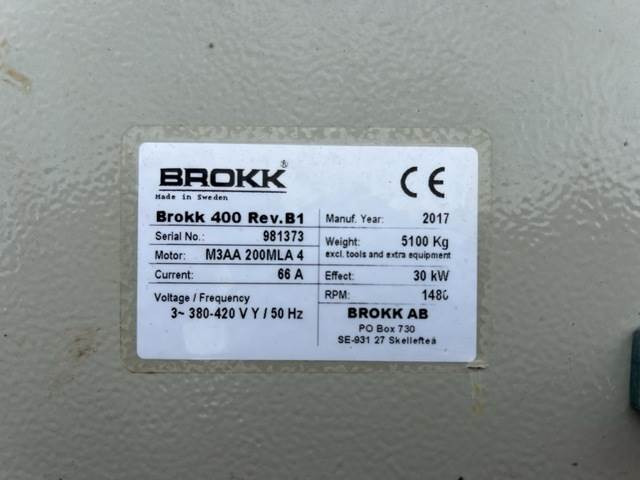 BROKK®
Made in Sweden
Brokk 400 Rev.B1
Serial No.: 981373
Motor: M3AA 200MLA 4
Current: 66 A
Voltage / Frequency
3~ 380-420 V Y / 50 Hz
Manuf. Year: 2017
Weight: 5100 Kg
excl. tools and extra equipment
Effect: 30 kW
RPM: 1480
BROKK AB
PO Box 730
SE-931 27 Skellefteå
CE